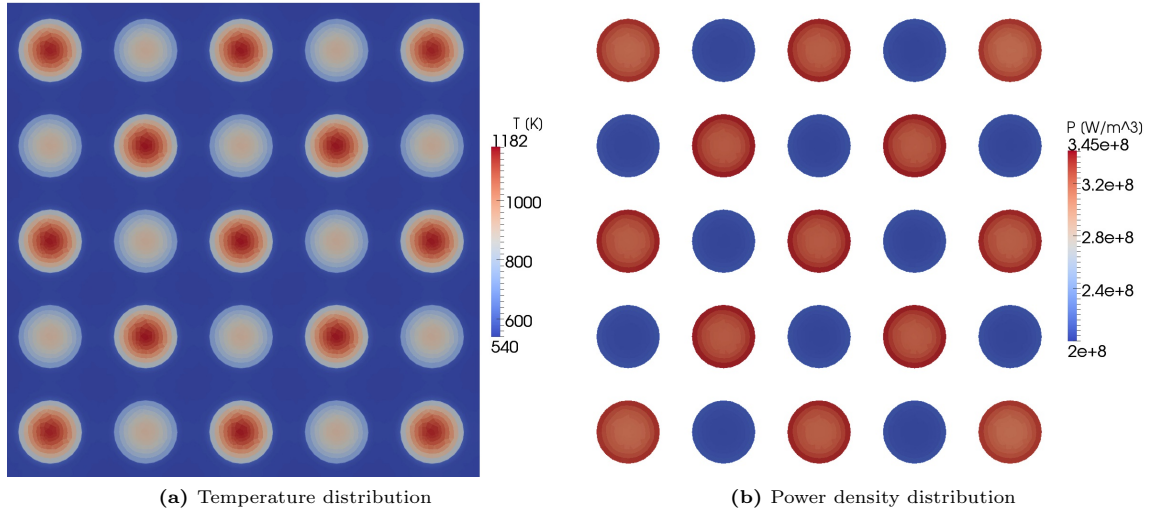 T (K)
1182
1000
800
600
540
P (W/m^3)
3.45e+8
3.2e+8
2.8e+8
2.4e+8
2e+8
(a) Temperature distribution
(b) Power density distribution